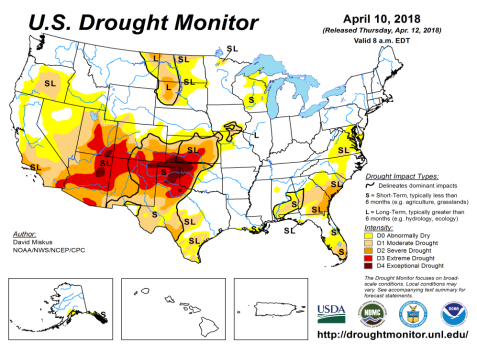 U.S. Drought Monitor
April 10, 2018
(Released Thursday, Apr. 12, 2018)
Valid 8 a.m. EDT
SL
L
SL
SL
L
SL
S
S
L
SL
SL
SL
S
SL
SL
S
S
SL
SL
SL
S
S
Drought Impact Types:
Delineates dominant impacts
S = Short-Term, typically less than
6 months (e.g. agriculture, grasslands)
L = Long-Term, typically greater than
6 months (e.g. hydrology, ecology)
Intensity:
D0 Abnormally Dry
D1 Moderate Drought
D2 Severe Drought
D3 Extreme Drought
D4 Exceptional Drought
Author:
David Miskus
NOAA/NWS/NCEP/CPC
The Drought Monitor focuses on broad-
scale conditions. Local conditions may
vary. See accompanying text summary for
forecast statements.
USDA
NDMC
http://droughtmonitor.unl.edu/